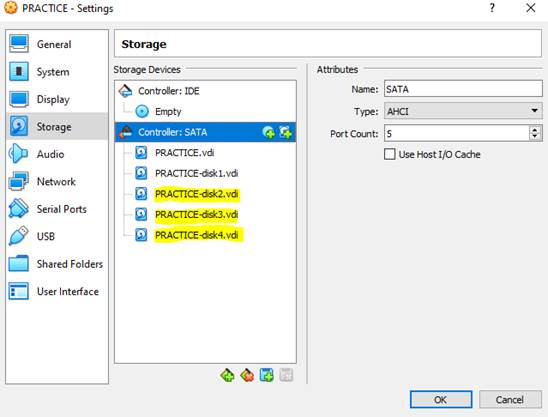 PRACTICE - Settings
?
General
System
Display
Storage
Audio
Network
Serial Ports
USB
Shared Folders
User Interface
Storage
Storage Devices
Controller: IDE
Empty
Controller: SATA
PRACTICE.vdi
PRACTICE-disk1.vdi
PRACTICE-disk2.vdi
PRACTICE-disk3.vdi
PRACTICE-disk4.vdi
Attributes
Name: SATA
Type: AHCI
Port Count: 5
Use Host I/O Cache
OK Cancel